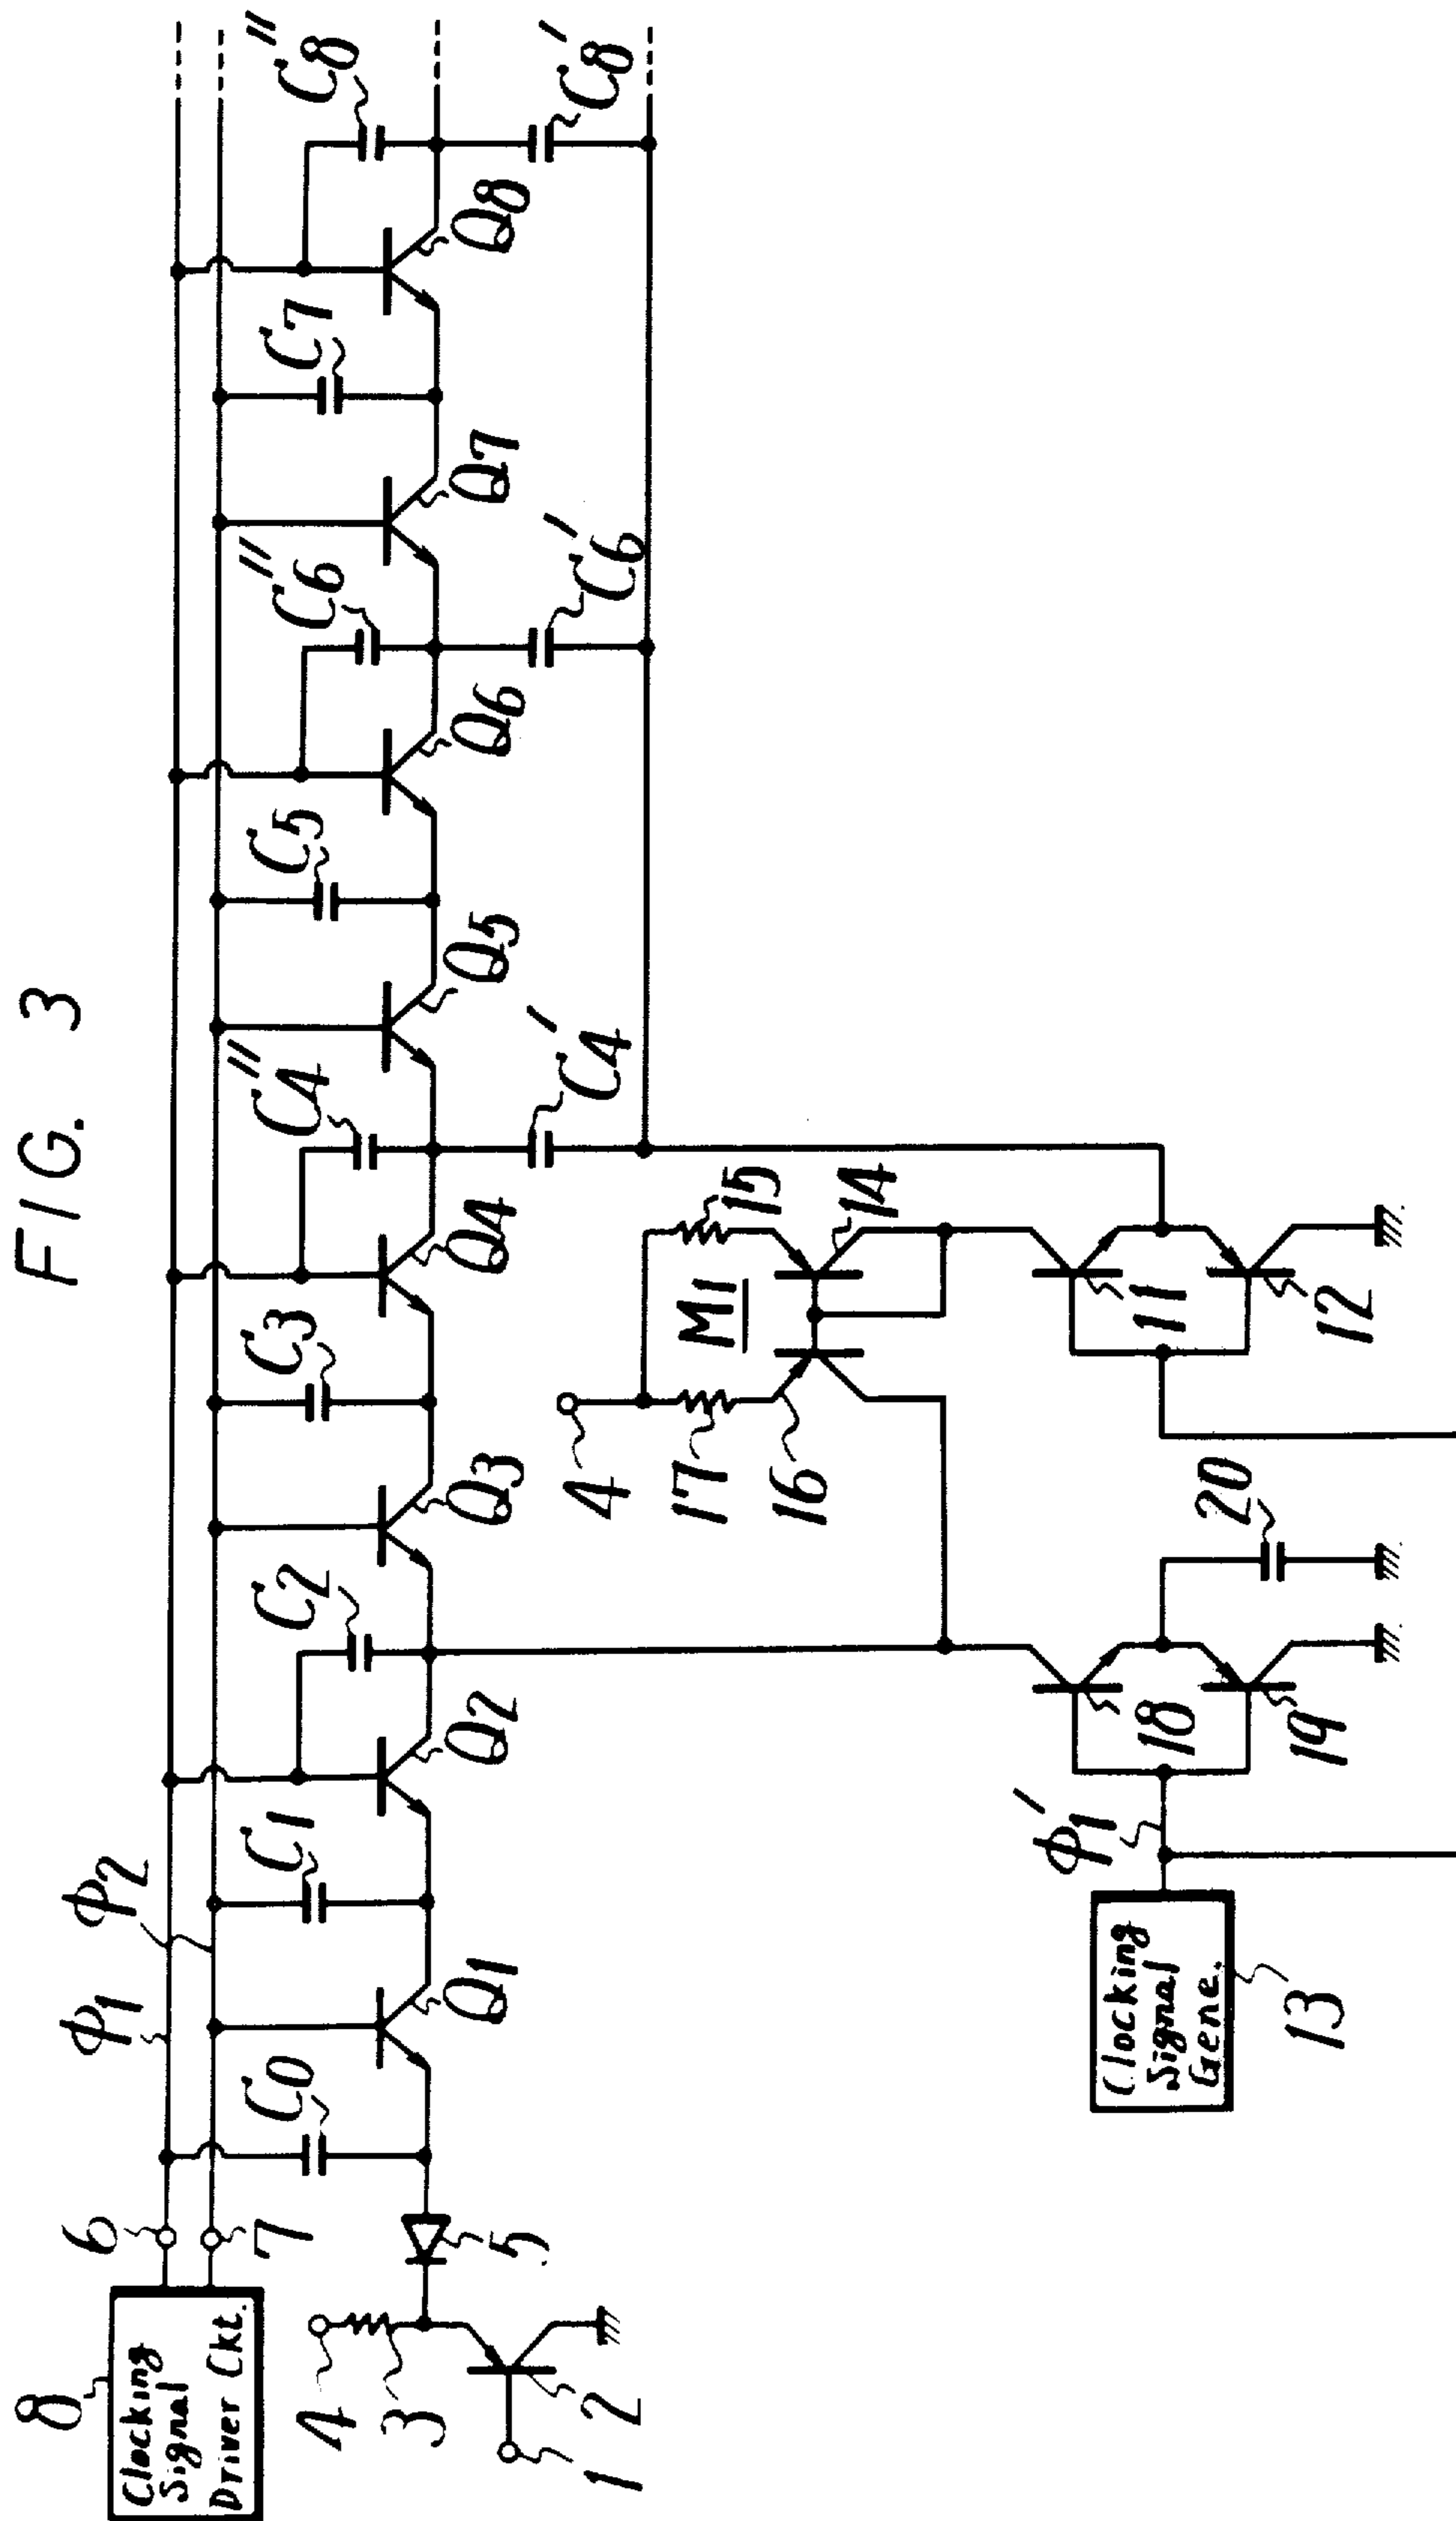 FIG. 3
8
Clocking
Signal
Driver Ckt.
6
7
φ1
φ2
C0
C1
C2
C3
C4"
C5
C6"
C7
C8"
Q1
Q2
Q3
Q4
Q5
Q6
Q7
Q8
C4'
C6'
C8'
4
3
5
1
2
4
17
15
M1
16
14
φ1'
Clocking
Signal
Gene.
13
18
19
20
11
12